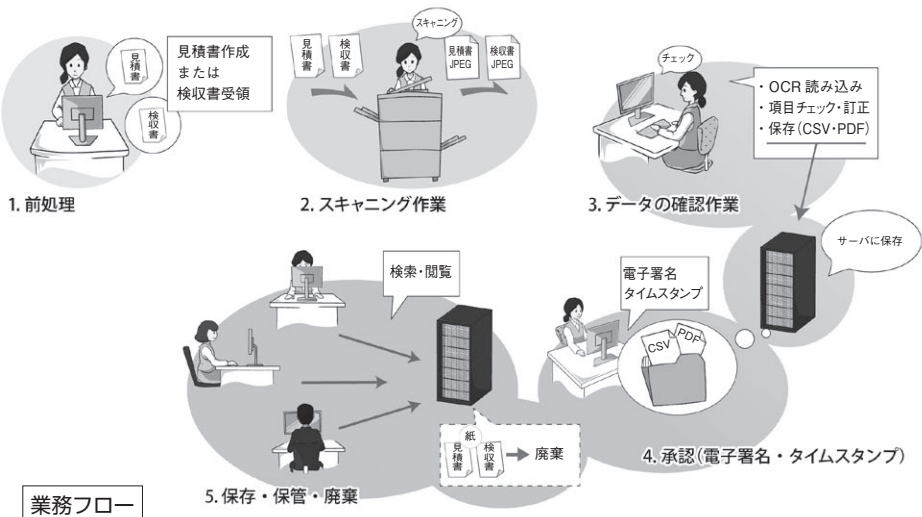 見積書
検収書
見積書作成
または
検収書受領
1. 前処理
見積書
検収書
スキャニング
見積書
JPEG
検収書
JPEG
2. スキャニング作業
チェック
・OCR 読み込み
・項目チェック・訂正
・保存(CSV・PDF)
3. データの確認作業
サーバに保存
電子署名
タイムスタンプ
CSV
PDF
4. 承認(電子署名・タイムスタンプ)
検索・閲覧
紙
見積書
検収書
廃棄
5. 保存・保管・廃棄
業務フロー